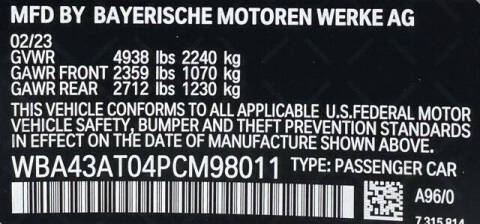 MFD BY BAYERISCHE MOTOREN WERKE AG
02/23
GVWR 4938 lbs 2240 kg
GAWR FRONT 2359 lbs 1070 kg
GAWR REAR 2712 lbs 1230 kg
THIS VEHICLE CONFORMS TO ALL APPLICABLE U.S.FEDERAL MOTOR
VEHICLE SAFETY, BUMPER AND THEFT PREVENTION STANDARDS
IN EFFECT ON THE DATE OF MANUFACTURE SHOWN ABOVE.
WBA43AT04PCM98011 TYPE: PASSENGER CAR
A96/0
7 315 814